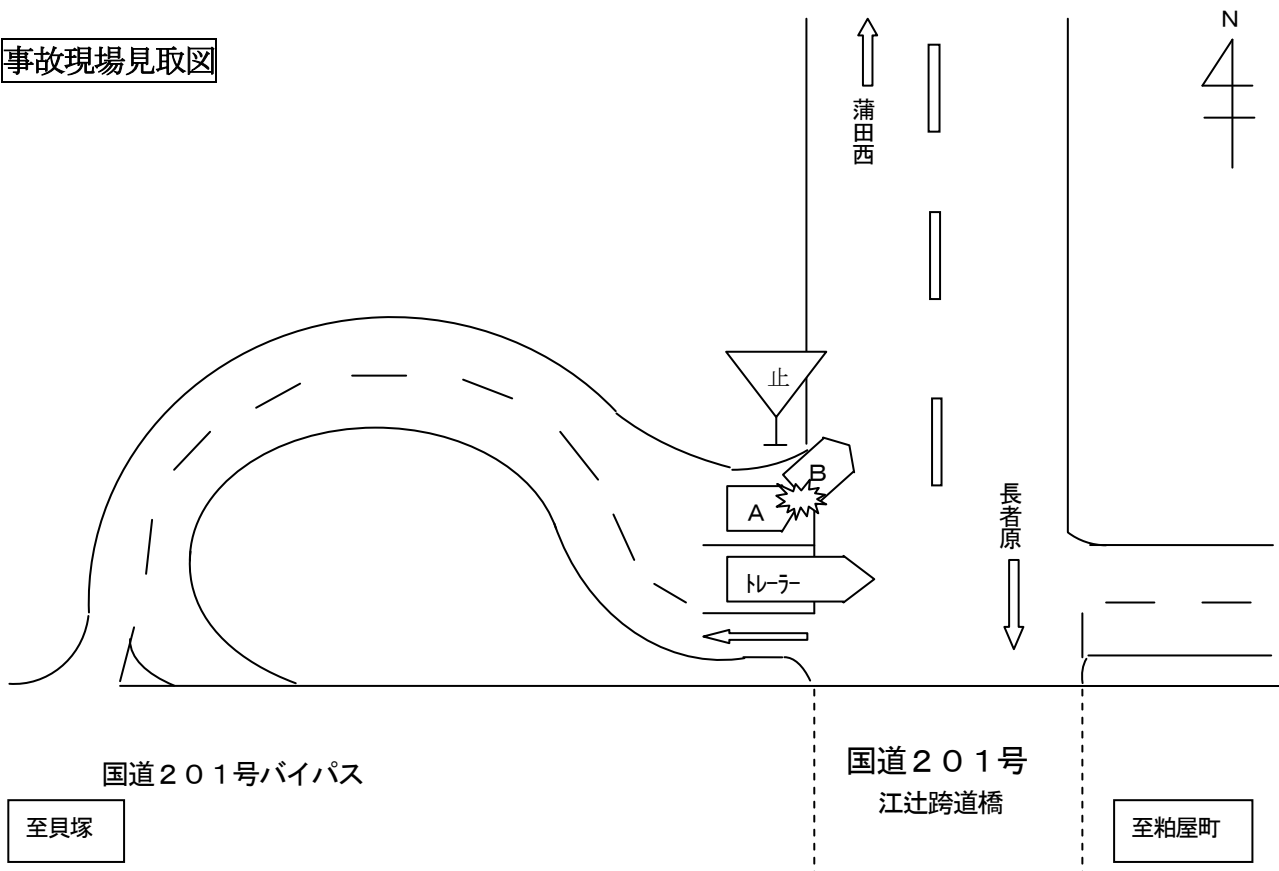 事故現場見取図
N
蒲田西
止
B
A
長者原
ﾄﾚｰﾗｰ
国道２０１号バイパス
国道２０１号
江辻跨道橋
至貝塚
至粕屋町